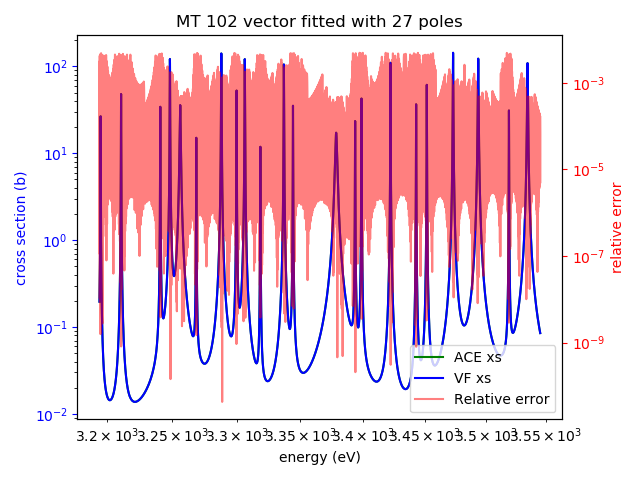 MT 102 vector fitted with 27 poles
10²
10¹
10⁰
10⁻¹
10⁻²
cross section (b)
10⁻³
10⁻⁵
10⁻⁷
10⁻⁹
relative error
ACE xs
VF xs
Relative error
3.2 × 10³ 3.25 × 10³ 3.3 × 10³ 3.35 × 10³ 3.4 × 10³ 3.45 × 10³ 3.5 × 10³ 3.55 × 10³
energy (eV)